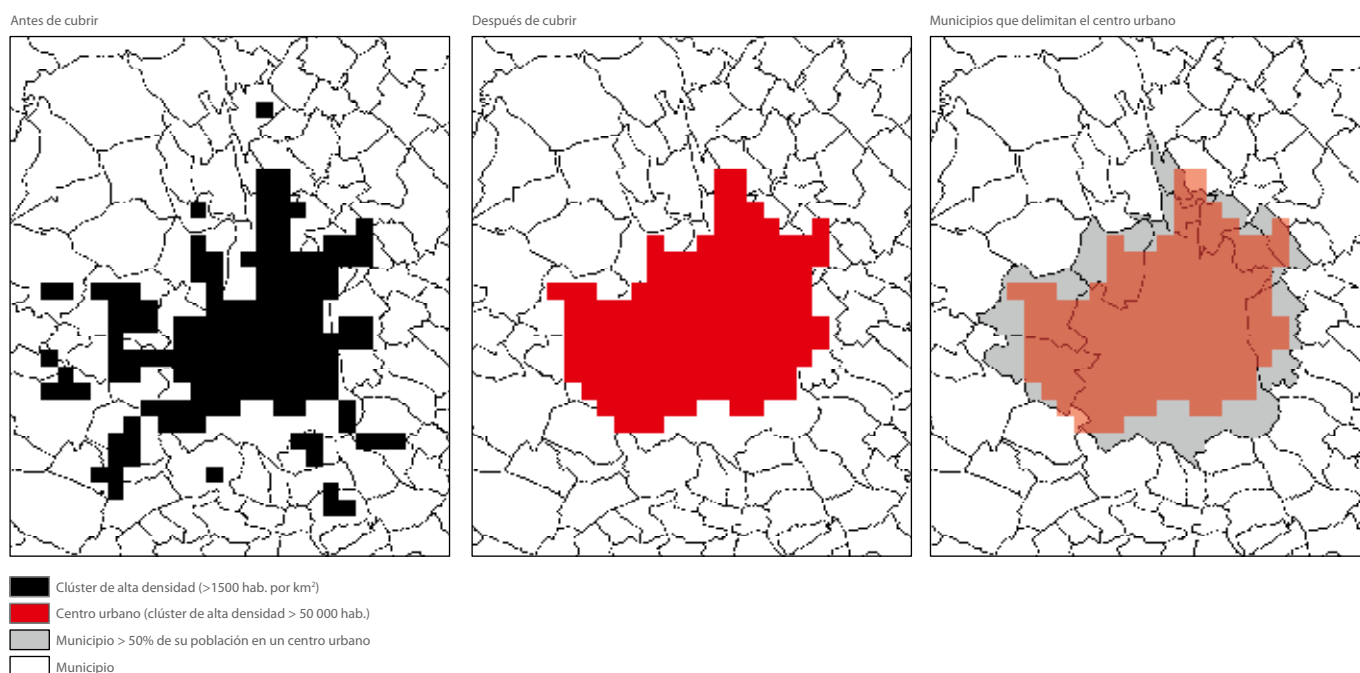 Antes de cubrir
Después de cubrir
Municipios que delimitan el centro urbano
Clúster de alta densidad (>1500 hab. por km²)
Centro urbano (clúster de alta densidad > 50 000 hab.)
Municipio > 50% de su población en un centro urbano
Municipio